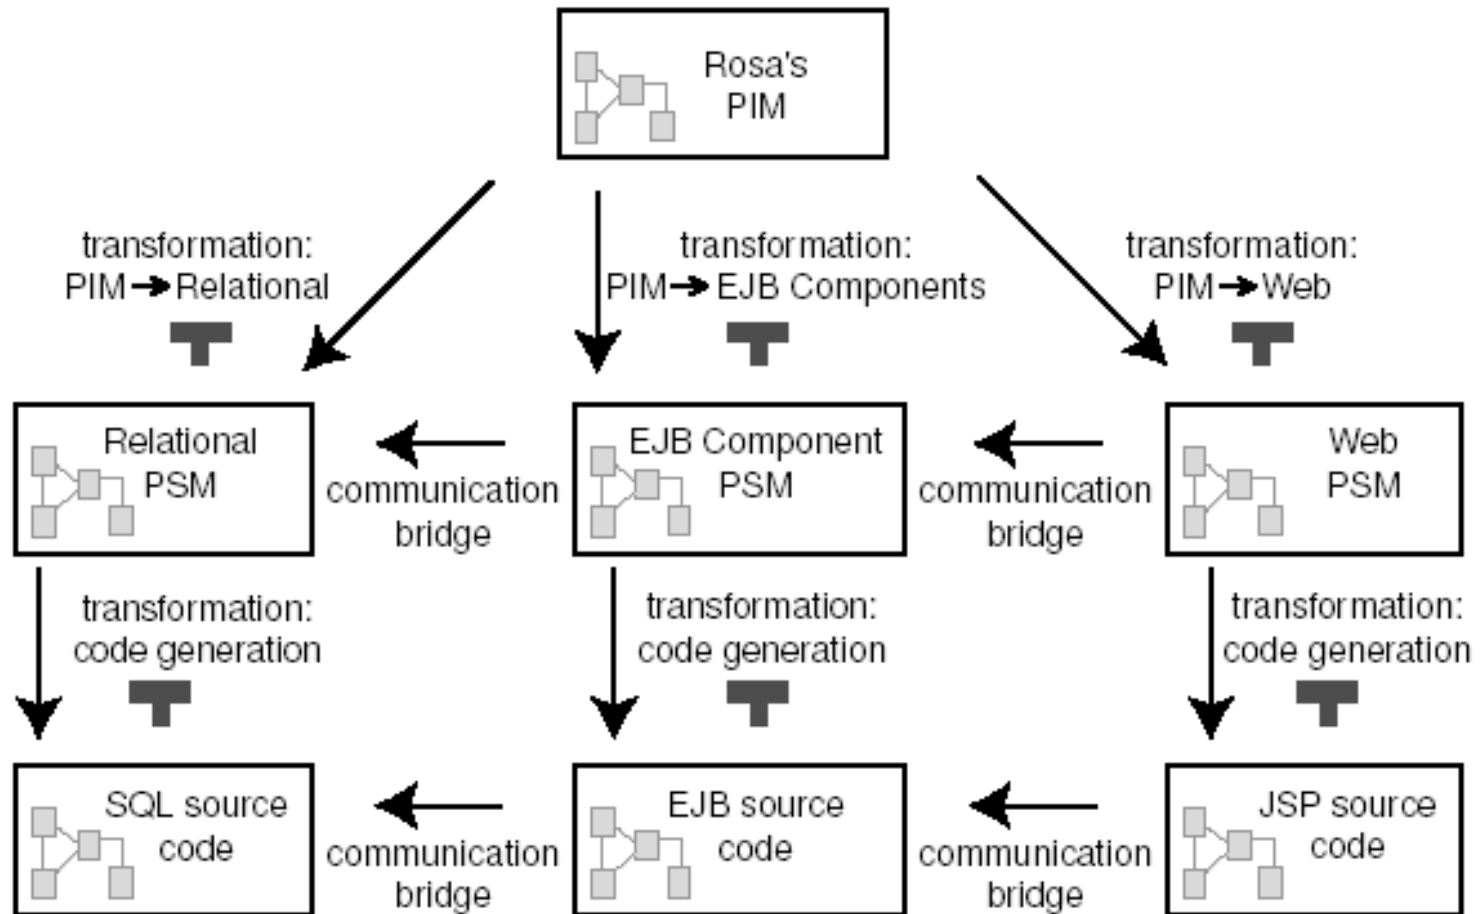 Rosa's
PIM
transformation:
PIM → Relational
transformation:
PIM → EJB Components
transformation:
PIM → Web
Relational
PSM
communication
bridge
EJB Component
PSM
communication
bridge
Web
PSM
transformation:
code generation
transformation:
code generation
transformation:
code generation
SQL source
code
communication
bridge
EJB source
code
communication
bridge
JSP source
code